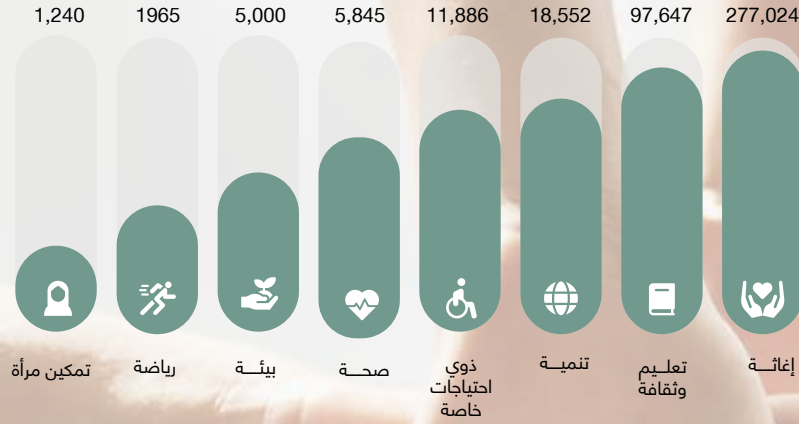 1,240
1965
5,000
5,845
11,886
18,552
97,647
277,024
تمكين مرأة
رياضة
بيئـــة
صحـــة
ذوي
احتياجات
خاصة
تنميـــة
تعلـــيم
وثقافة
إغاثـــة